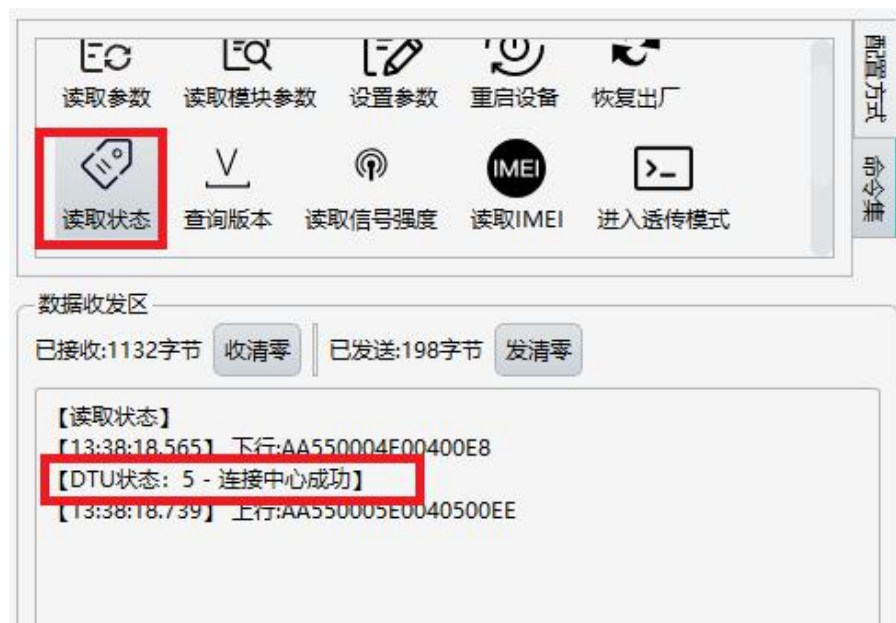 读取参数 读取模块参数 设置参数 重启设备 恢复出厂
配置方式
V
IMEI
>_
读取状态 查询版本 读取信号强度 读取IMEI 进入透传模式
命令集
数据收发区
已接收:1132字节 收清零 已发送:198字节 发清零
【读取状态】
【13:38:18.565】 下行:AA550004E00400E8
【DTU状态：5 - 连接中心成功】
【13:38:18.739】 上行:AA550005E0040500EE